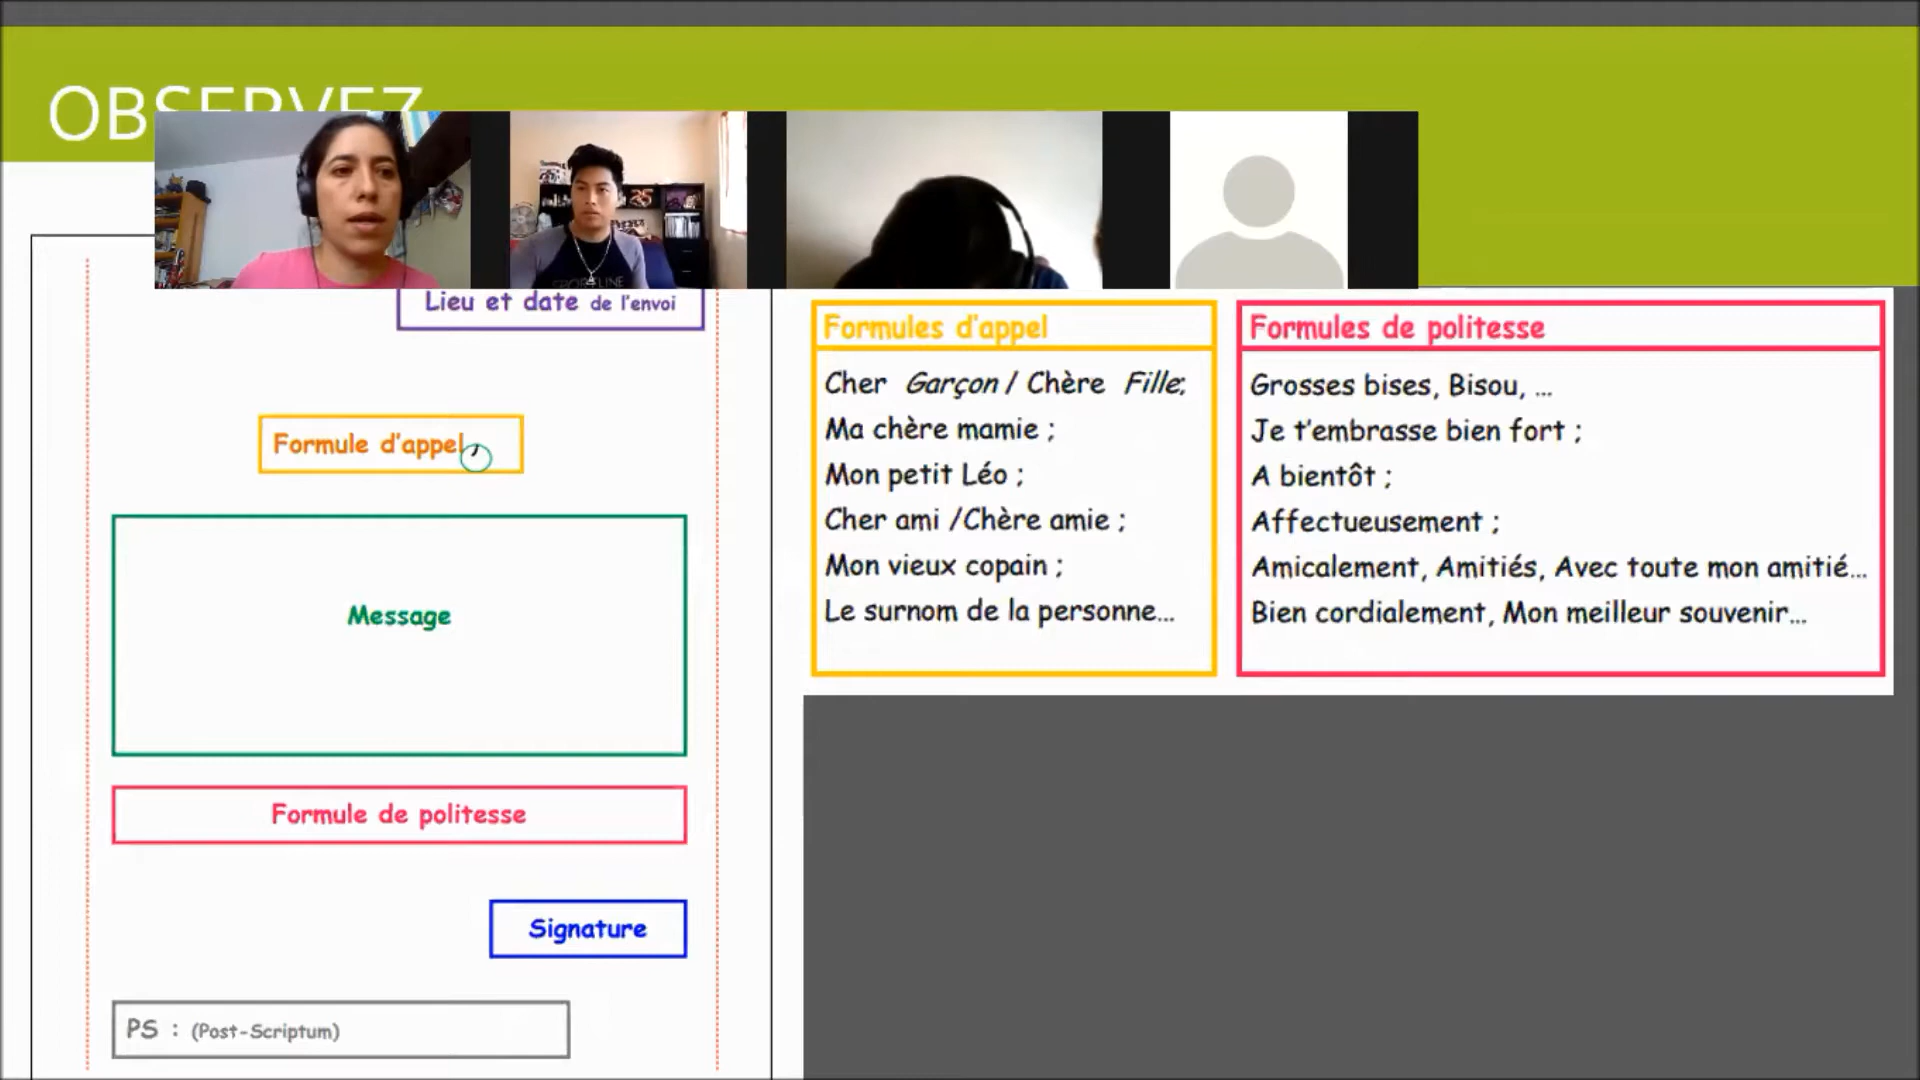 OBSERVEZ
Lieu et date de l'envoi
Formule d'appel,
Message
Formule de politesse
Signature
PS : (Post-Scriptum)
Formules d'appel
Cher Garçon / Chère Fille;
Ma chère mamie ;
Mon petit Léo ;
Cher ami /Chère amie ;
Mon vieux copain ;
Le surnom de la personne...
Formules de politesse
Grosses bises, Bisou, ...
Je t'embrasse bien fort ;
A bientôt ;
Affectueusement ;
Amicalement, Amitiés, Avec toute mon amitié...
Bien cordialement, Mon meilleur souvenir...